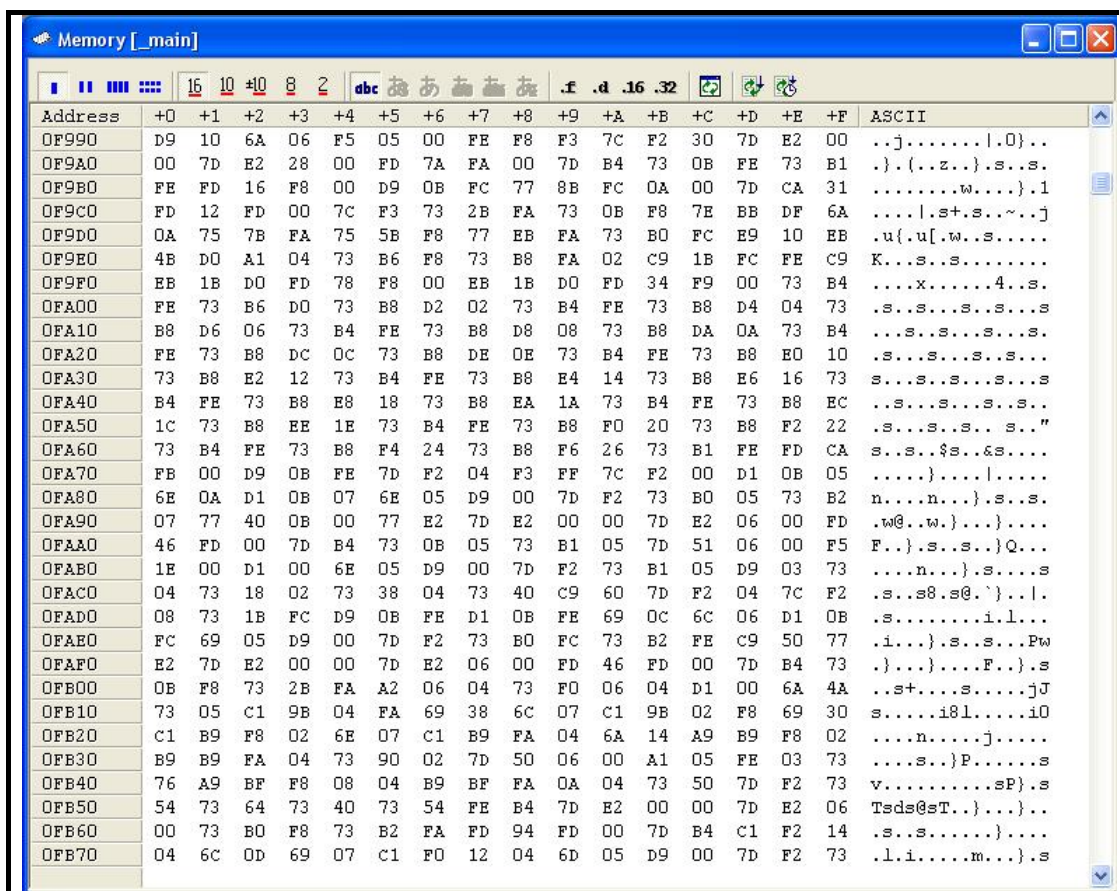 Memory [_main]
16 10 ±10 8 2 abc あ .f .d .16 .32
Address +0 +1 +2 +3 +4 +5 +6 +7 +8 +9 +A +B +C +D +E +F ASCII
0F990 D9 10 6A 06 F5 05 00 FE F8 F3 7C F2 30 7D E2 00 ..j.......|.0}..
0F9A0 00 7D E2 28 00 FD 7A FA 00 7D B4 73 0B FE 73 B1 .}.(..z..}.s..s.
0F9B0 FE FD 16 F8 00 D9 0B FC 77 8B FC 0A 00 7D CA 31 ........w....}.1
0F9C0 FD 12 FD 00 7C F3 73 2B FA 73 0B F8 7E BB DF 6A ....|.s+.s..~..j
0F9D0 0A 75 7B FA 75 5B F8 77 EB FA 73 B0 FC E9 10 EB .u{.u[.w..s.....
0F9E0 4B D0 A1 04 73 B6 F8 73 B8 FA 02 C9 1B FC FE C9 K...s..s........
0F9F0 EB 1B D0 FD 78 F8 00 EB 1B D0 FD 34 F9 00 73 B4 ....x......4..s.
0FA00 FE 73 B6 D0 73 B8 D2 02 73 B4 FE 73 B8 D4 04 73 .s..s...s..s...s
0FA10 B8 D6 06 73 B4 FE 73 B8 D8 08 73 B8 DA 0A 73 B4 ...s..s...s...s.
0FA20 FE 73 B8 DC 0C 73 B8 DE 0E 73 B4 FE 73 B8 E0 10 .s...s...s..s...
0FA30 73 B8 E2 12 73 B4 FE 73 B8 E4 14 73 B8 E6 16 73 s...s..s...s...s
0FA40 B4 FE 73 B8 E8 18 73 B8 EA 1A 73 B4 FE 73 B8 EC ..s...s...s..s..
0FA50 1C 73 B8 EE 1E 73 B4 FE 73 B8 F0 20 73 B8 F2 22 .s...s..s.. s.."
0FA60 73 B4 FE 73 B8 F4 24 73 B8 F6 26 73 B1 FE FD CA s..s..$s..&s....
0FA70 FB 00 D9 0B FE 7D F2 04 F3 FF 7C F2 00 D1 0B 05 .....}....|.....
0FA80 6E 0A D1 0B 07 6E 05 D9 00 7D F2 73 B0 05 73 B2 n....n...}.s..s.
0FA90 07 77 40 0B 00 77 E2 7D E2 00 00 7D E2 06 00 FD .w@..w.}...}....
0FAA0 46 FD 00 7D B4 73 0B 05 73 B1 05 7D 51 06 00 F5 F..}.s..s..}Q...
0FAB0 1E 00 D1 00 6E 05 D9 00 7D F2 73 B1 05 D9 03 73 ....n...}.s....s
0FAC0 04 73 18 02 73 38 04 73 40 C9 60 7D F2 04 7C F2 .s..s8.s@.`}..|.
0FAD0 08 73 1B FC D9 0B FE D1 0B FE 69 0C 6C 06 D1 0B .s........i.l...
0FAE0 FC 69 05 D9 00 7D F2 73 B0 FC 73 B2 FE C9 50 77 .i...}.s..s...Pw
0FAF0 E2 7D E2 00 00 7D E2 06 00 FD 46 FD 00 7D B4 73 .}...}....F..}.s
0FB00 0B F8 73 2B FA A2 06 04 73 F0 06 04 D1 00 6A 4A ..s+....s.....jJ
0FB10 73 05 C1 9B 04 FA 69 38 6C 07 C1 9B 02 F8 69 30 s.....i8l.....i0
0FB20 C1 B9 F8 02 6E 07 C1 B9 FA 04 6A 14 A9 B9 F8 02 ....n.....j.....
0FB30 B9 B9 FA 04 73 90 02 7D 50 06 00 A1 05 FE 03 73 ....s..}P......s
0FB40 76 A9 BF F8 08 04 B9 BF FA 0A 04 73 50 7D F2 73 v..........sP}.s
0FB50 54 73 64 73 40 73 54 FE B4 7D E2 00 00 7D E2 06 Tsds@sT..}...}..
0FB60 00 73 B0 F8 73 B2 FA FD 94 FD 00 7D B4 C1 F2 14 .s..s......}....
0FB70 04 6C 0D 69 07 C1 F0 12 04 6D 05 D9 00 7D F2 73 .l.i.....m...}.s